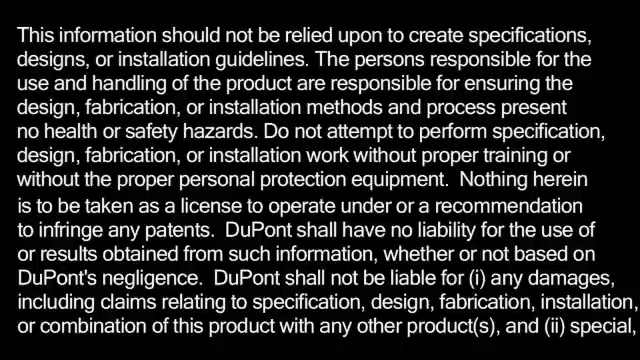 This information should not be relied upon to create specifications,
designs, or installation guidelines. The persons responsible for the
use and handling of the product are responsible for ensuring the
design, fabrication, or installation methods and process present
no health or safety hazards. Do not attempt to perform specification,
design, fabrication, or installation work without proper training or
without the proper personal protection equipment.  Nothing herein
is to be taken as a license to operate under or a recommendation
to infringe any patents.  DuPont shall have no liability for the use of
or results obtained from such information, whether or not based on
DuPont's negligence.  DuPont shall not be liable for (i) any damages,
including claims relating to specification, design, fabrication, installation,
or combination of this product with any other product(s), and (ii) special,